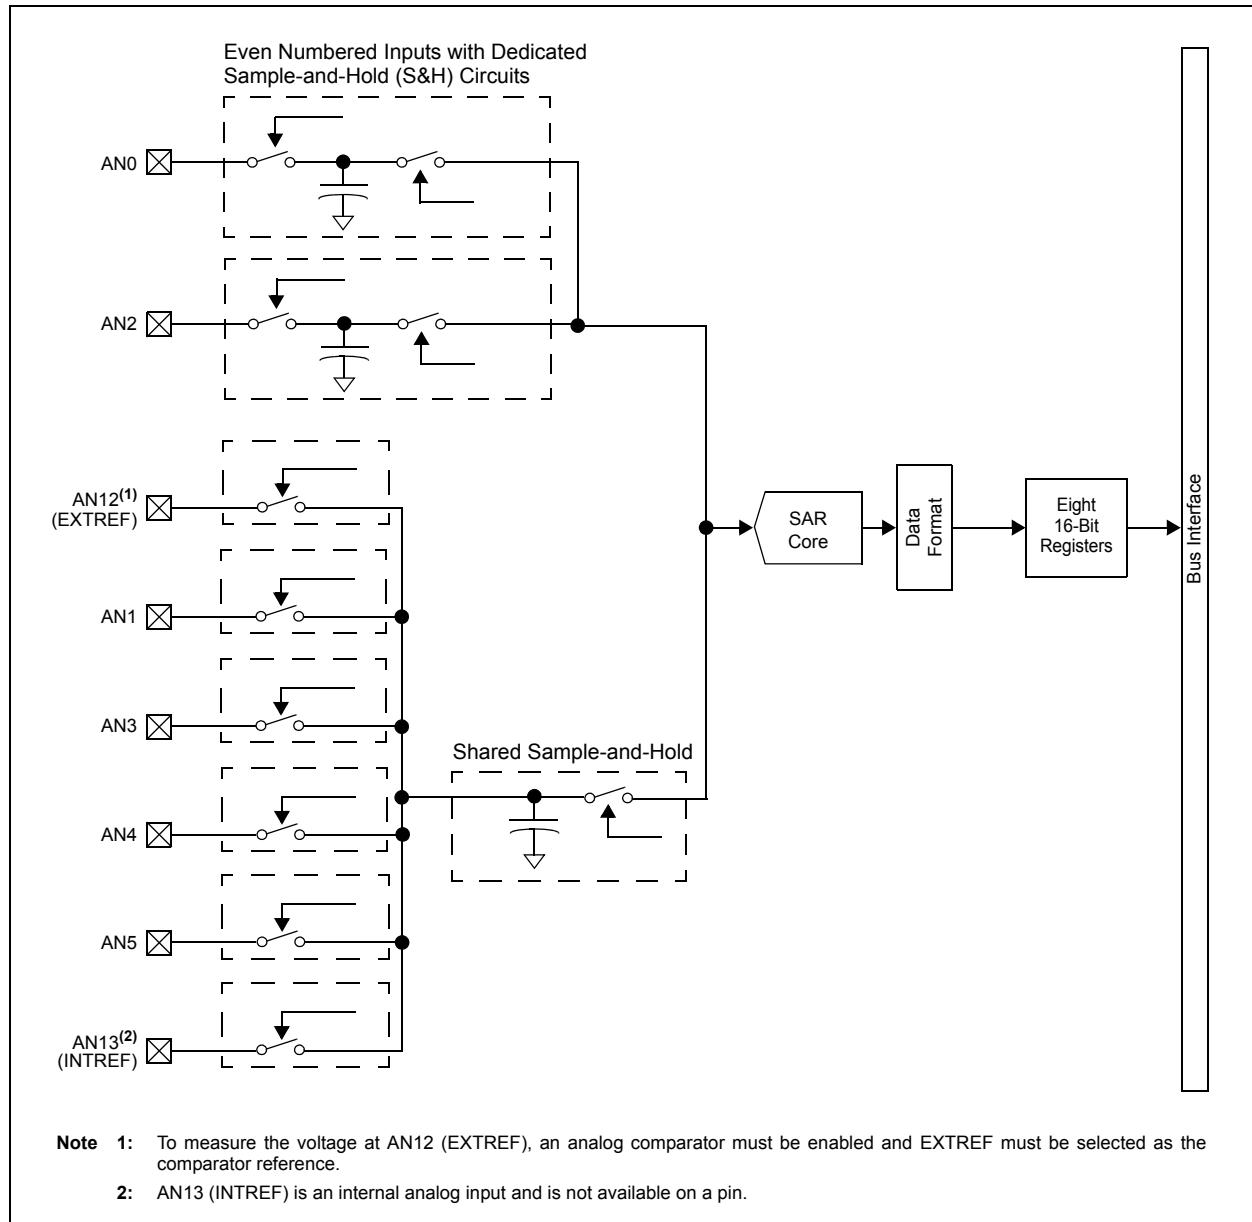 Even Numbered Inputs with Dedicated
Sample-and-Hold (S&H) Circuits
AN0
AN2
AN12(1)
(EXTREF)
AN1
AN3
AN4
AN5
AN13(2)
(INTREF)
Shared Sample-and-Hold
SAR
Core
Data
Format
Eight
16-Bit
Registers
Bus Interface
Note 1: To measure the voltage at AN12 (EXTREF), an analog comparator must be enabled and EXTREF must be selected as the
comparator reference.
2: AN13 (INTREF) is an internal analog input and is not available on a pin.